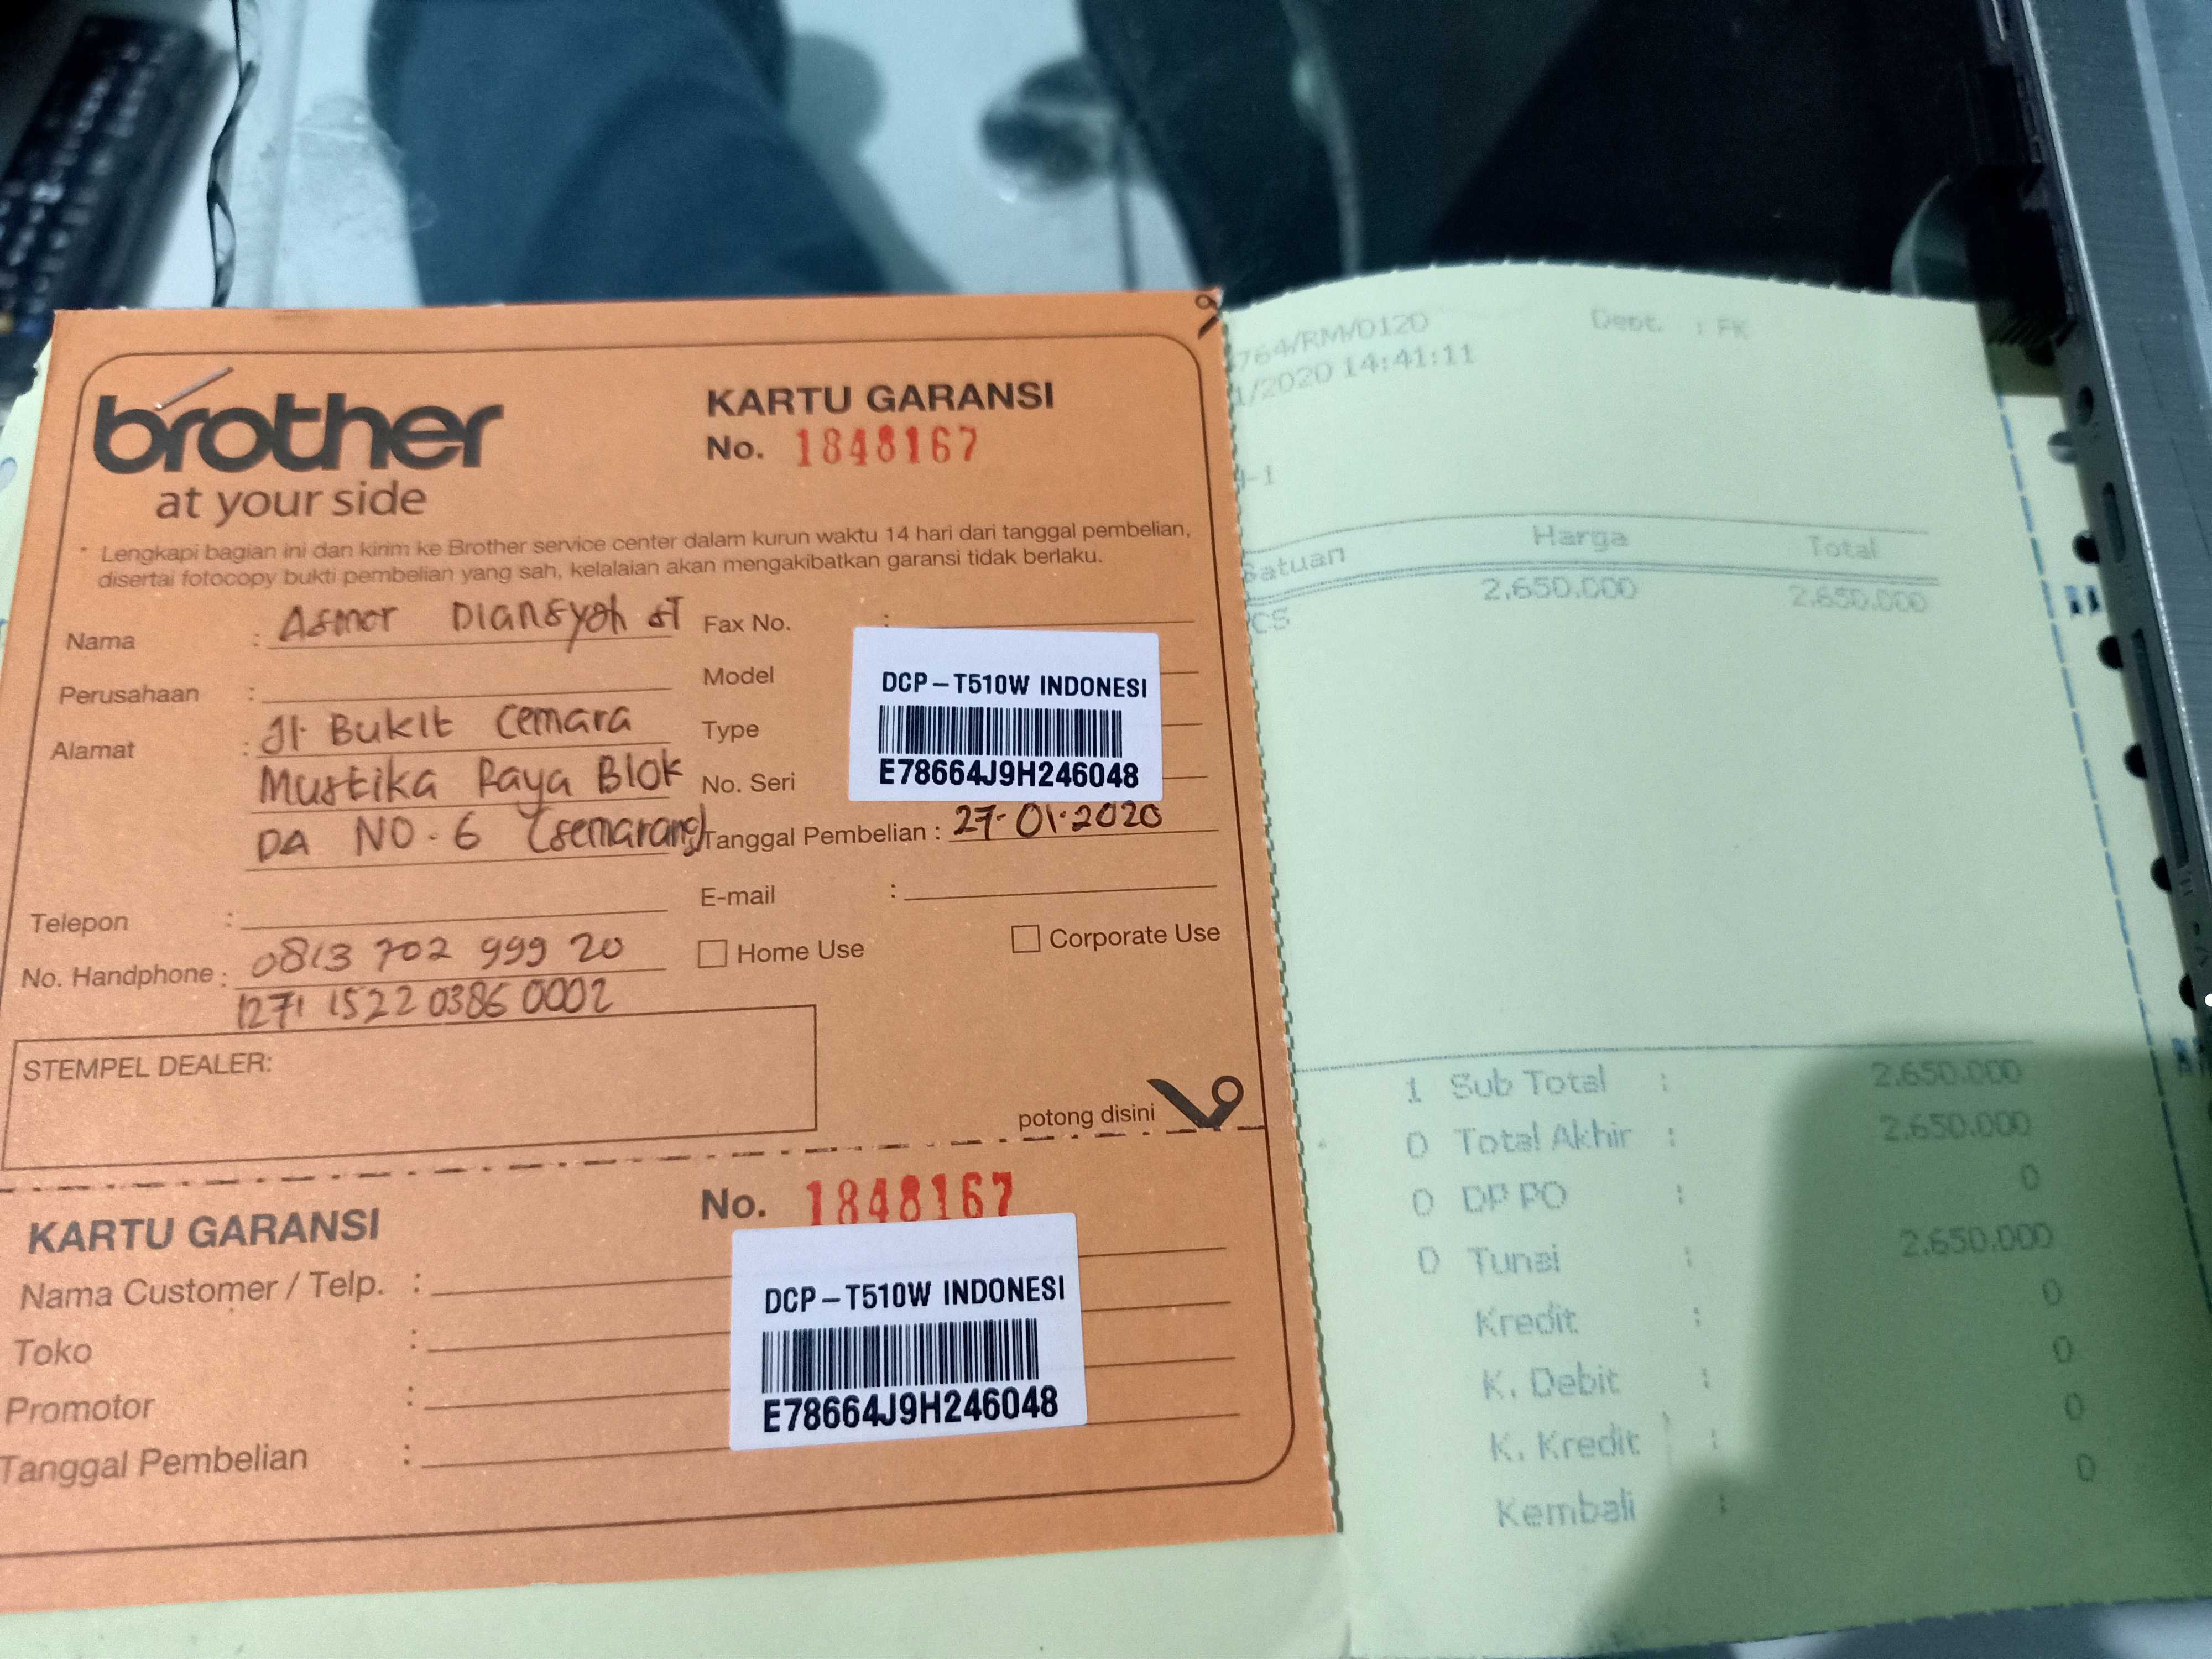 brother
at your side
KARTU GARANSI
No. 1848167
* Lengkapi bagian ini dan kirim ke Brother service center dalam kurun waktu 14 hari dari tanggal pembelian,
disertai fotocopy bukti pembelian yang sah, kelalaian akan mengakibatkan garansi tidak berlaku.
Nama : Asmor Diansyah ST
Perusahaan :
Alamat : Jl. Bukit Cemara
Mustika Raya Blok
DA NO. 6 (Semarang)
Telepon :
No. Handphone : 0813 702 999 20
1271 1522 0386 0002
Fax No. :
Model
Type
No. Seri
DCP-T510W INDONESI
E78664J9H246048
Tanggal Pembelian : 27-01-2020
E-mail :
Home Use
Corporate Use
STEMPEL DEALER:
potong disini
KARTU GARANSI
No. 1848167
Nama Customer / Telp. :
Toko :
Promotor :
Tanggal Pembelian :
DCP-T510W INDONESI
E78664J9H246048
764/RM/0120
Dept. : FK
1/2020 14:41:11
-1
Satuan Harga Total
CS 2.650.000 2.650.000
1 Sub Total : 2.650.000
0 Total Akhir : 2.650.000
0 DP PO : 0
0 Tunai : 2.650.000
Kredit : 0
K. Debit : 0
K. Kredit : 0
Kembali : 0